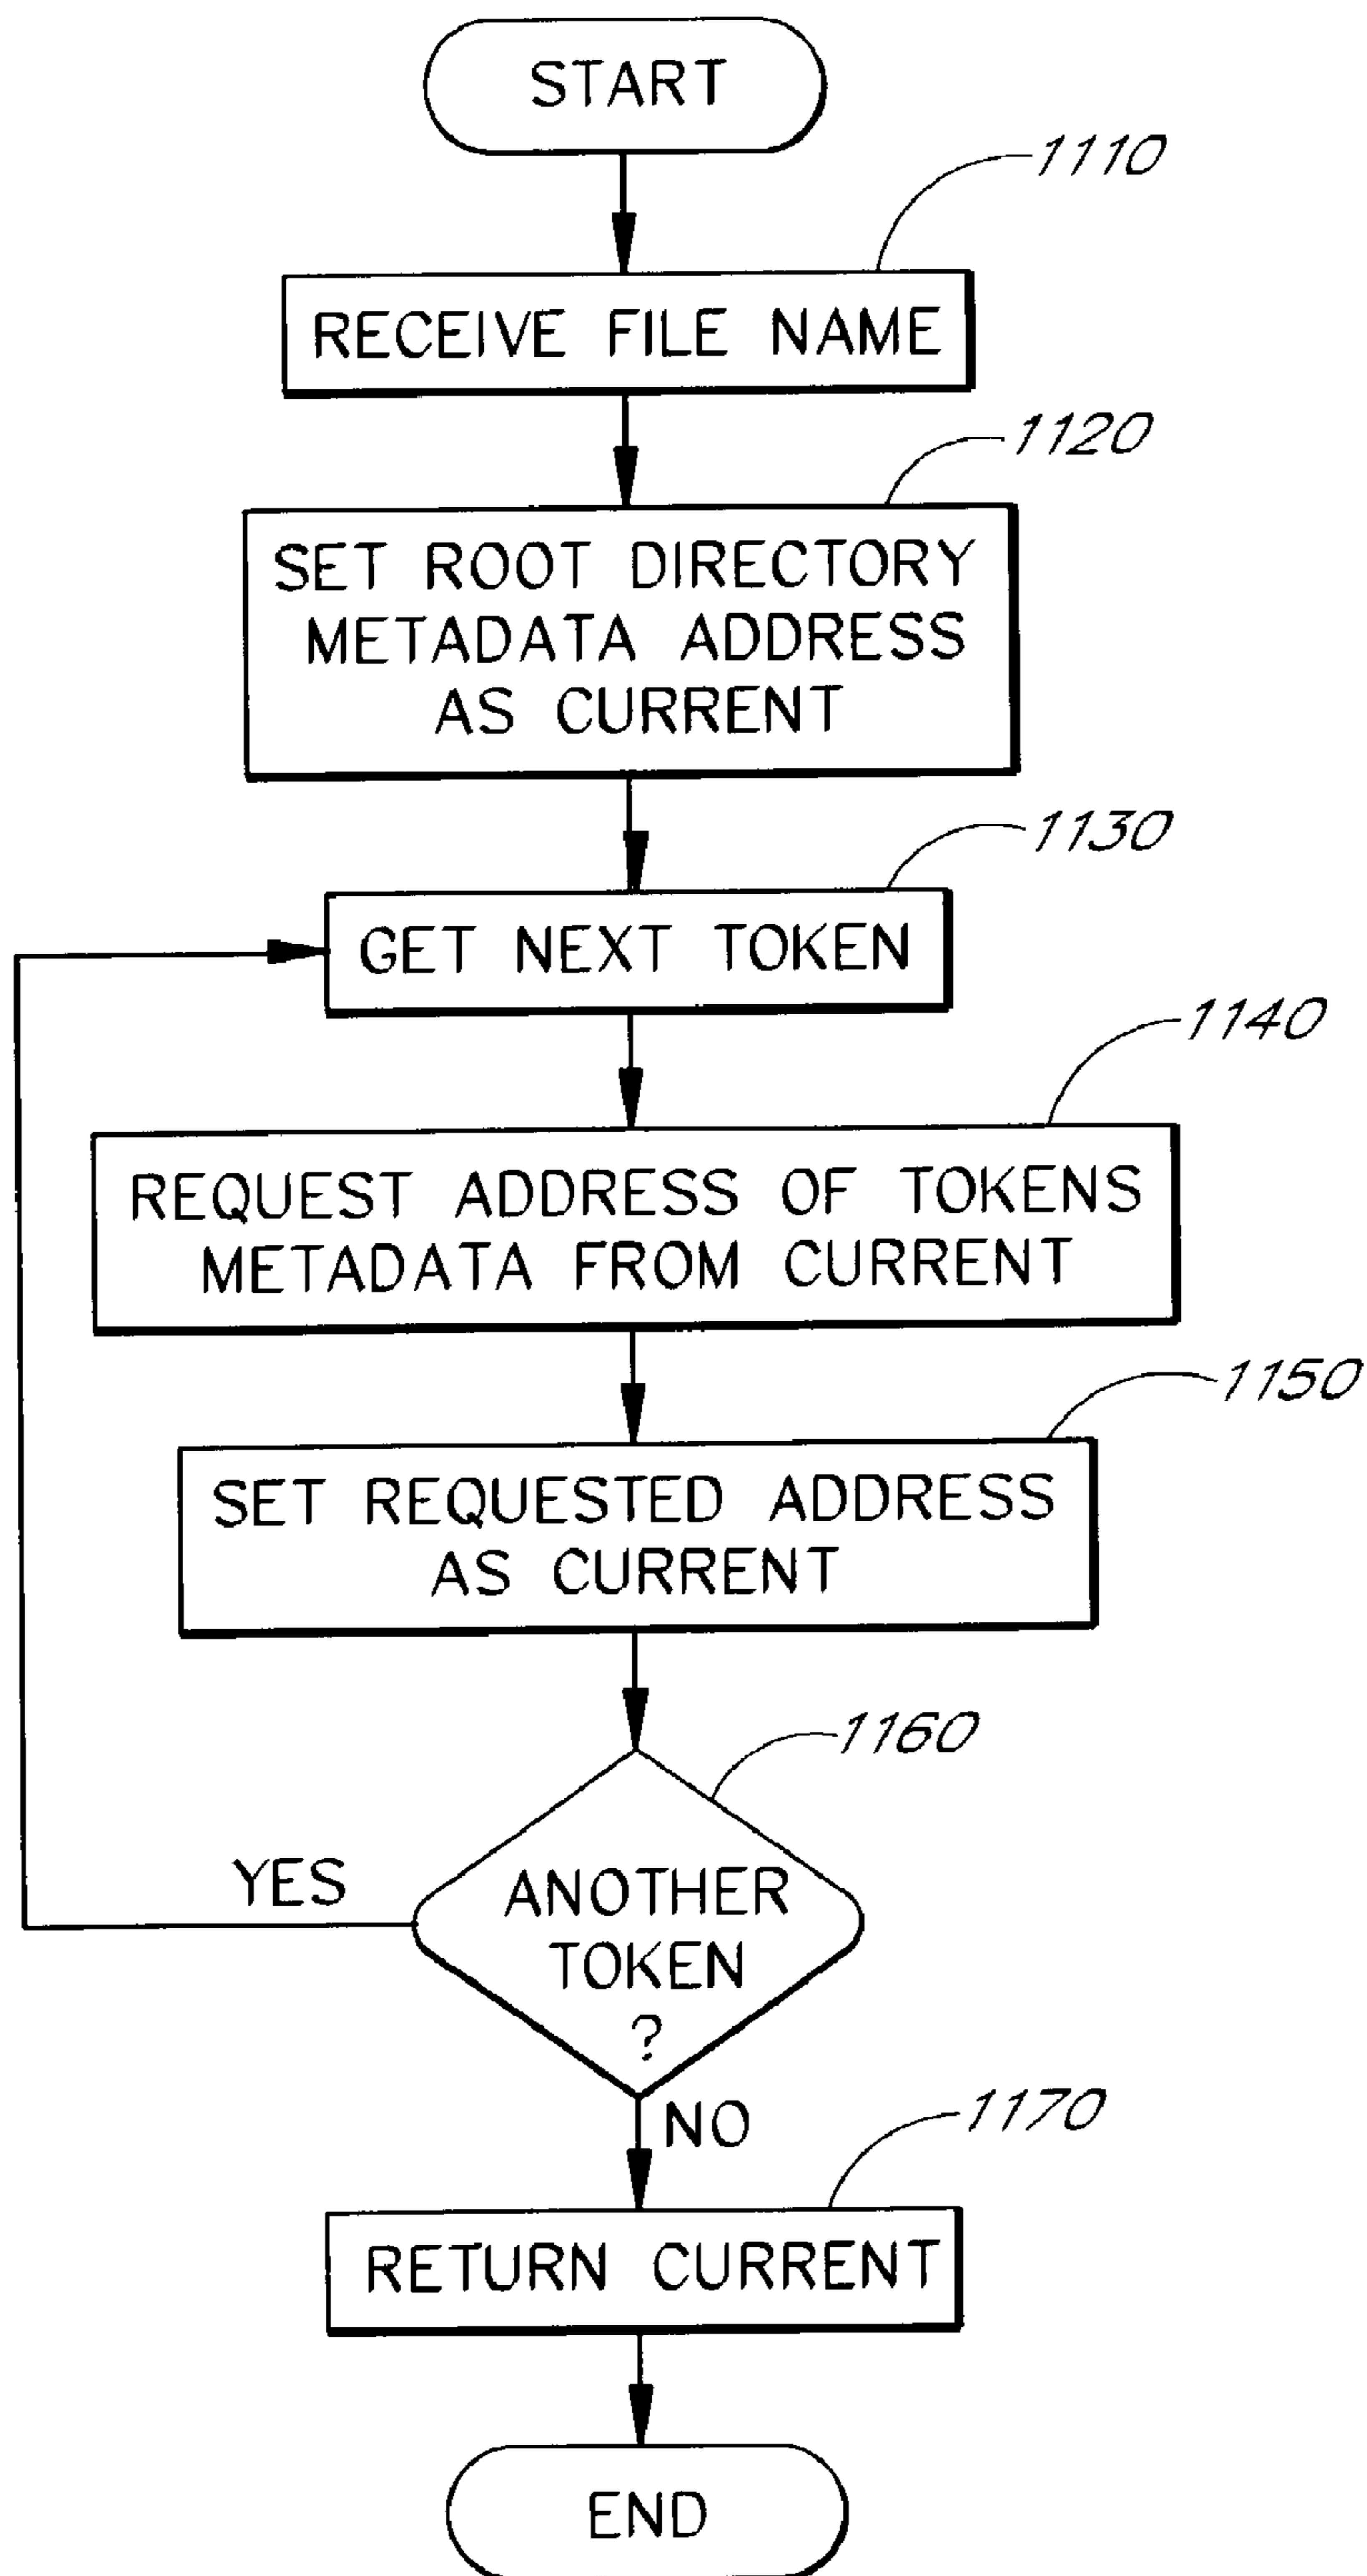 START
1110
RECEIVE FILE NAME
1120
SET ROOT DIRECTORY
METADATA ADDRESS
AS CURRENT
1130
GET NEXT TOKEN
1140
REQUEST ADDRESS OF TOKENS
METADATA FROM CURRENT
1150
SET REQUESTED ADDRESS
AS CURRENT
1160
YES
ANOTHER
TOKEN
?
NO
1170
RETURN CURRENT
END